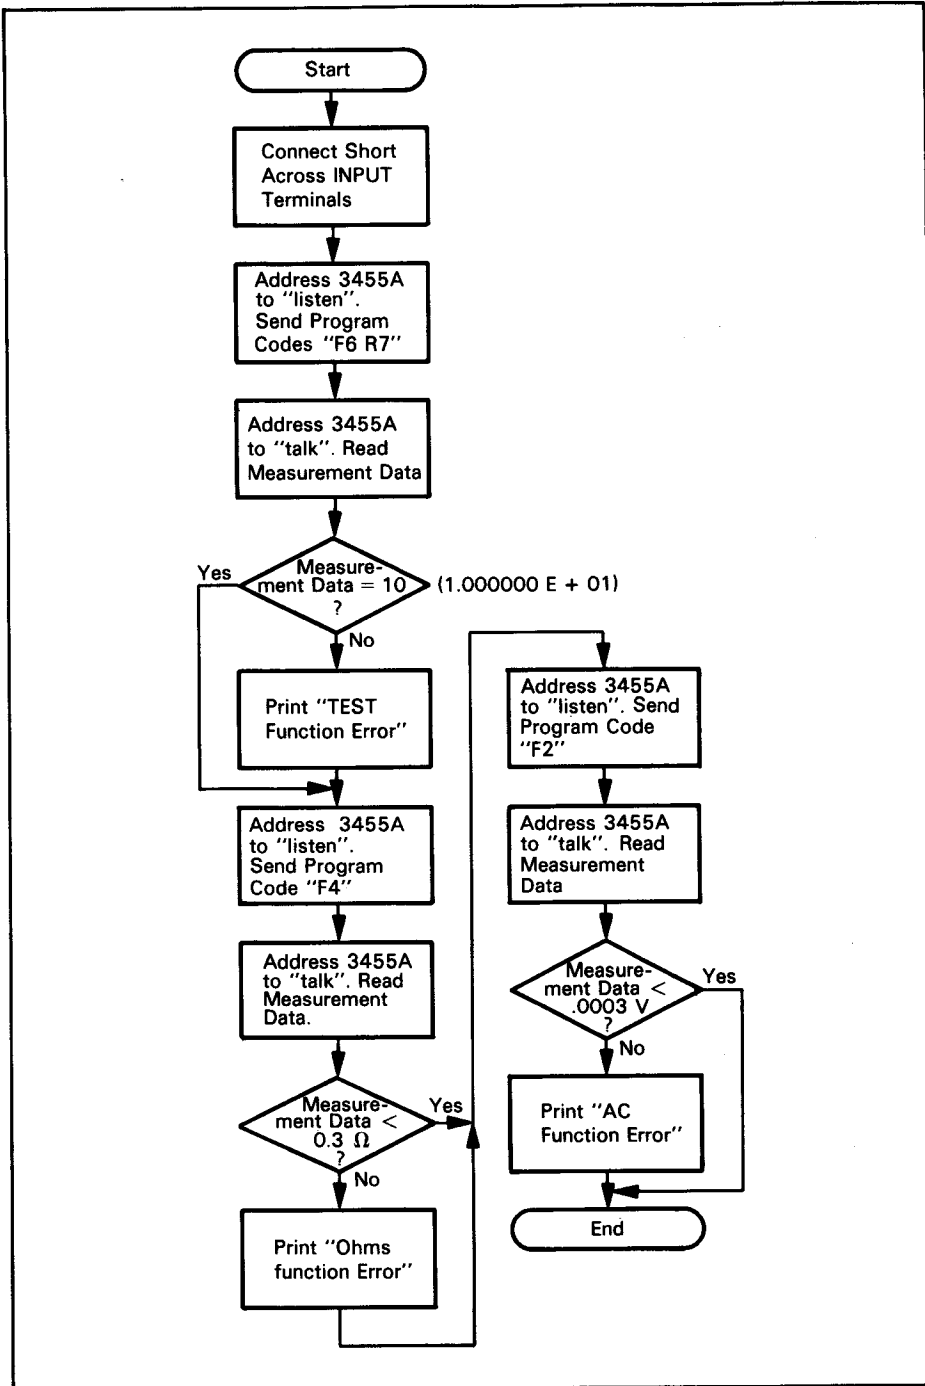 Start
Connect Short
Across INPUT
Terminals
Address 3455A
to "listen".
Send Program
Codes "F6 R7"
Address 3455A
to "talk". Read
Measurement Data
Measure-
ment Data = 10
?
(1.000000 E + 01)
Yes
No
Print "TEST
Function Error"
Address 3455A
to "listen".
Send Program
Code "F4"
Address 3455A
to "talk". Read
Measurement
Data.
Measure-
ment Data <
0.3 Ω
?
Yes
No
Print "Ohms
function Error"
Address 3455A
to "listen". Send
Program Code
"F2"
Address 3455A
to "talk". Read
Measurement
Data
Measure-
ment Data <
.0003 V
?
Yes
No
Print "AC
Function Error"
End